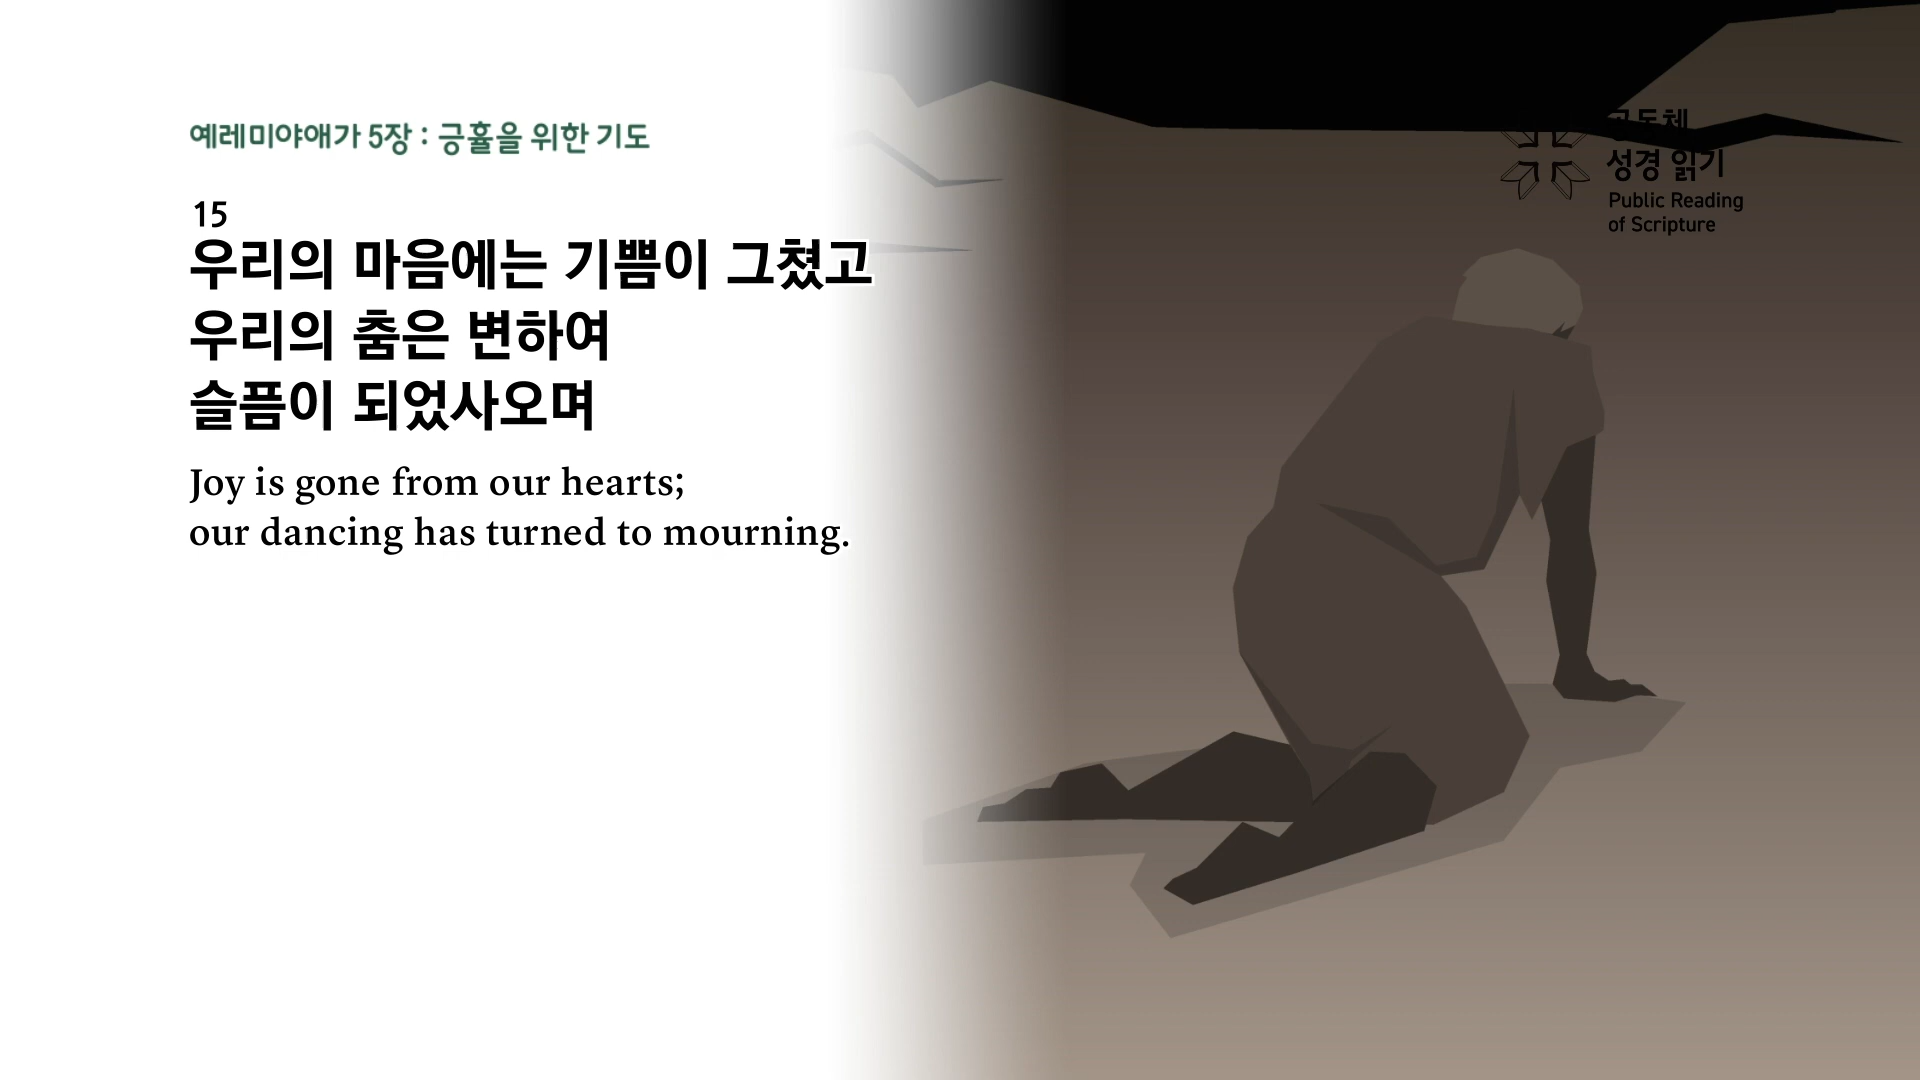 예레미야애가 5장 : 긍휼을 위한 기도
15
우리의 마음에는 기쁨이 그쳤고
우리의 춤은 변하여
슬픔이 되었사오며
Joy is gone from our hearts;
our dancing has turned to mourning.
공동체
성경 읽기
Public Reading
of Scripture